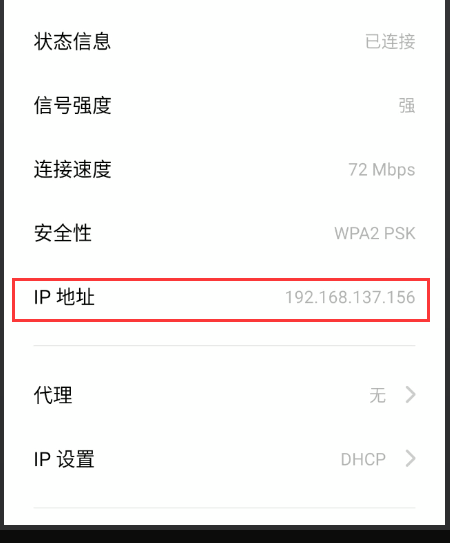 状态信息 已连接
信号强度 强
连接速度 72 Mbps
安全性 WPA2 PSK
IP 地址 192.168.137.156
代理 无
IP 设置 DHCP